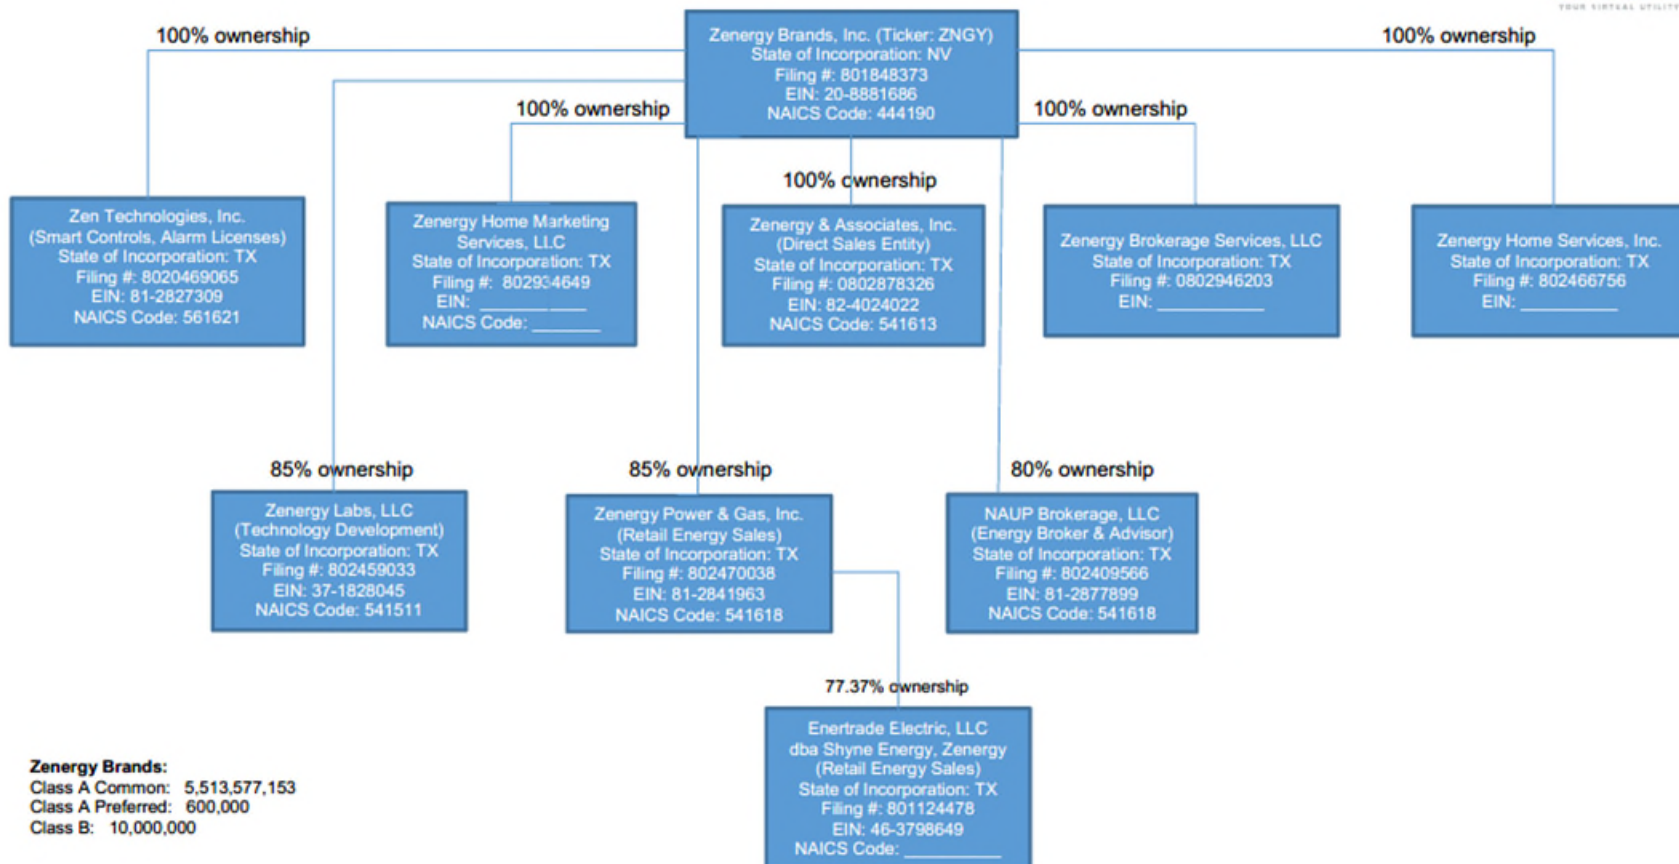 YOUR VIRTUAL UTILITY
100% ownership
Zenergy Brands, Inc. (Ticker: ZNGY)
State of Incorporation: NV
Filing #: 801848373
EIN: 20-8881686
NAICS Code: 444190
100% ownership
100% ownership
100% ownership
100% ownership
Zen Technologies, Inc.
(Smart Controls, Alarm Licenses)
State of Incorporation: TX
Filing #: 8020469065
EIN: 81-2827309
NAICS Code: 561621
Zenergy Home Marketing
Services, LLC
State of Incorporation: TX
Filing #: 802934649
EIN: ___________
NAICS Code: _______
Zenergy & Associates, Inc.
(Direct Sales Entity)
State of Incorporation: TX
Filing #: 0802878326
EIN: 82-4024022
NAICS Code: 541613
Zenergy Brokerage Services, LLC
State of Incorporation: TX
Filing #: 0802946203
EIN: ___________
Zenergy Home Services, Inc.
State of Incorporation: TX
Filing #: 802466756
EIN: __________
85% ownership
Zenergy Labs, LLC
(Technology Development)
State of Incorporation: TX
Filing #: 802459033
EIN: 37-1828045
NAICS Code: 541511
85% ownership
Zenergy Power & Gas, Inc.
(Retail Energy Sales)
State of Incorporation: TX
Filing #: 802470038
EIN: 81-2841963
NAICS Code: 541618
80% ownership
NAUP Brokerage, LLC
(Energy Broker & Advisor)
State of Incorporation: TX
Filing #: 802409566
EIN: 81-2877899
NAICS Code: 541618
77.37% ownership
Enertrade Electric, LLC
dba Shyne Energy, Zenergy
(Retail Energy Sales)
State of Incorporation: TX
Filing #: 801124478
EIN: 46-3798649
NAICS Code: __________
Zenergy Brands:
Class A Common: 5,513,577,153
Class A Preferred: 600,000
Class B: 10,000,000